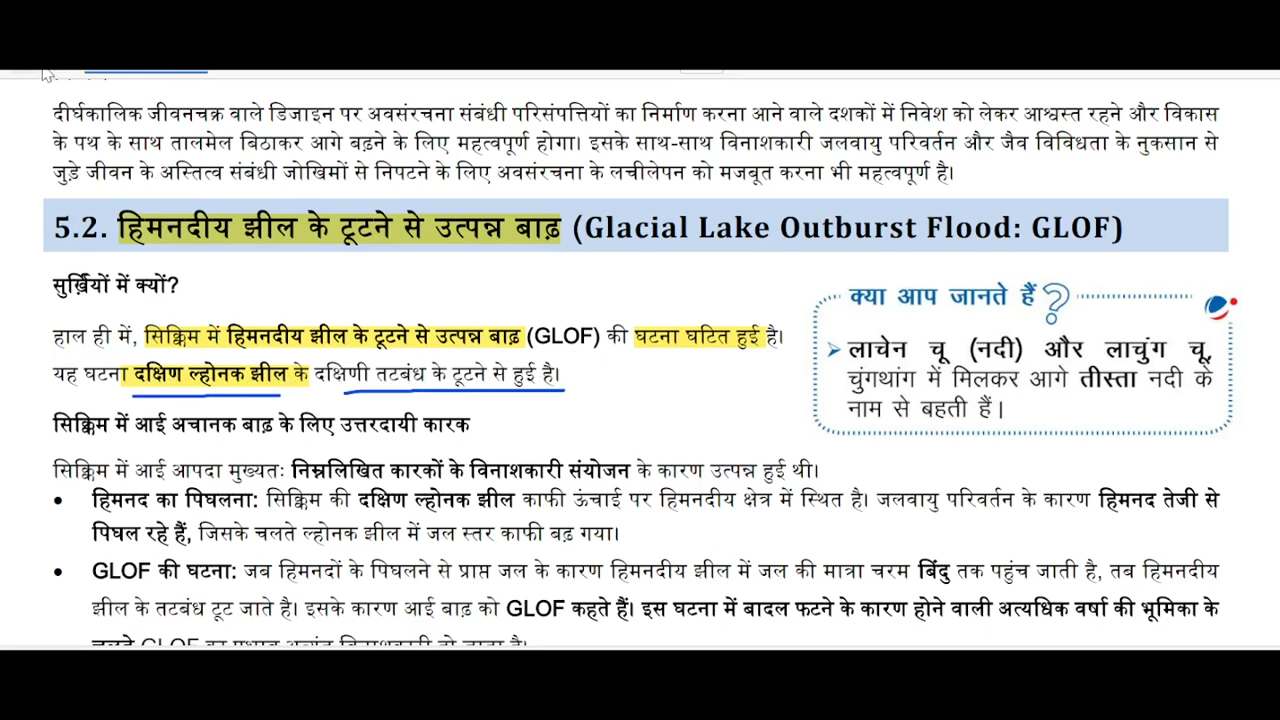 दीर्घकालिक जीवनचक्र वाले डिजाइन पर अवसंरचना संबंधी परिसंपत्तियों का निर्माण करना आने वाले दशकों में निवेश को लेकर आश्वस्त रहने और विकास
के पथ के साथ तालमेल बिठाकर आगे बढ़ने के लिए महत्वपूर्ण होगा। इसके साथ-साथ विनाशकारी जलवायु परिवर्तन और जैव विविधता के नुकसान से
जुड़े जीवन के अस्तित्व संबंधी जोखिमों से निपटने के लिए अवसंरचना के लचीलेपन को मजबूत करना भी महत्वपूर्ण है।
5.2. हिमनदीय झील के टूटने से उत्पन्न बाढ़ (Glacial Lake Outburst Flood: GLOF)
सुर्ख़ियों में क्यों?
हाल ही में, सिक्किम में हिमनदीय झील के टूटने से उत्पन्न बाढ़ (GLOF) की घटना घटित हुई है।
यह घटना दक्षिण ल्होनक झील के दक्षिणी तटबंध के टूटने से हुई है।
क्या आप जानते हैं?
लाचेन चू (नदी) और लाचुंग चू,
चुंगथांग में मिलकर आगे तीस्ता नदी के
नाम से बहती हैं।
सिक्किम में आई अचानक बाढ़ के लिए उत्तरदायी कारक
सिक्किम में आई आपदा मुख्यतः निम्नलिखित कारकों के विनाशकारी संयोजन के कारण उत्पन्न हुई थी।
• हिमनद का पिघलना: सिक्किम की दक्षिण ल्होनक झील काफी ऊंचाई पर हिमनदीय क्षेत्र में स्थित है। जलवायु परिवर्तन के कारण हिमनद तेजी से
पिघल रहे हैं, जिसके चलते ल्होनक झील में जल स्तर काफी बढ़ गया।
• GLOF की घटना: जब हिमनदों के पिघलने से प्राप्त जल के कारण हिमनदीय झील में जल की मात्रा चरम बिंदु तक पहुंच जाती है, तब हिमनदीय
झील के तटबंध टूट जाते है। इसके कारण आई बाढ़ को GLOF कहते हैं। इस घटना में बादल फटने के कारण होने वाली अत्यधिक वर्षा की भूमिका के
चलते GLOF का प्रभाव अत्यंत विनाशकारी हो जाता है।